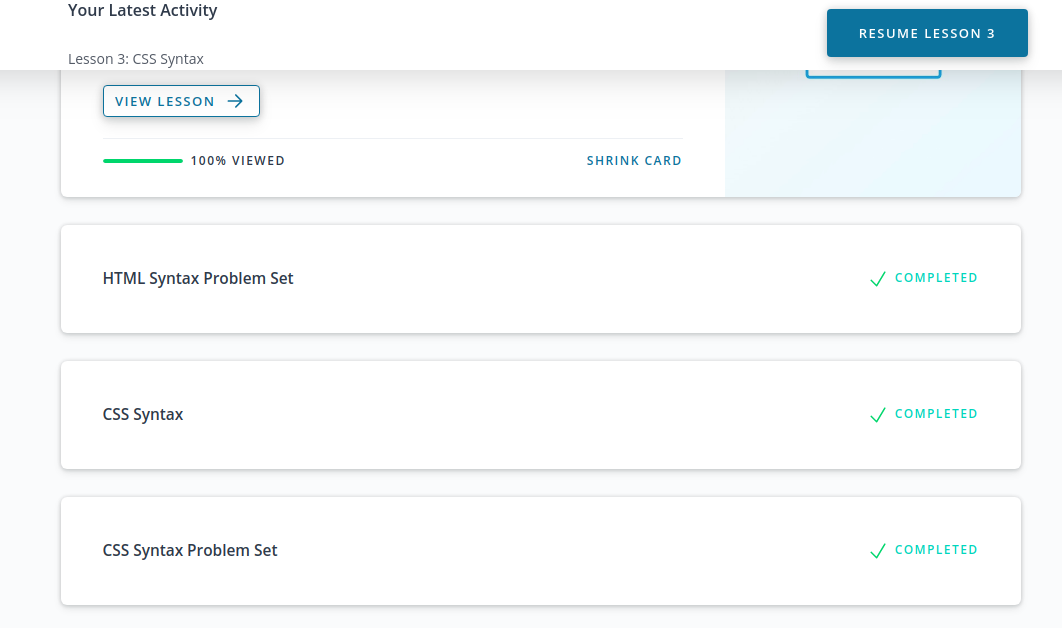 Your Latest Activity
RESUME LESSON 3
Lesson 3: CSS Syntax
VIEW LESSON
100% VIEWED
SHRINK CARD
HTML Syntax Problem Set
COMPLETED
CSS Syntax
COMPLETED
CSS Syntax Problem Set
COMPLETED